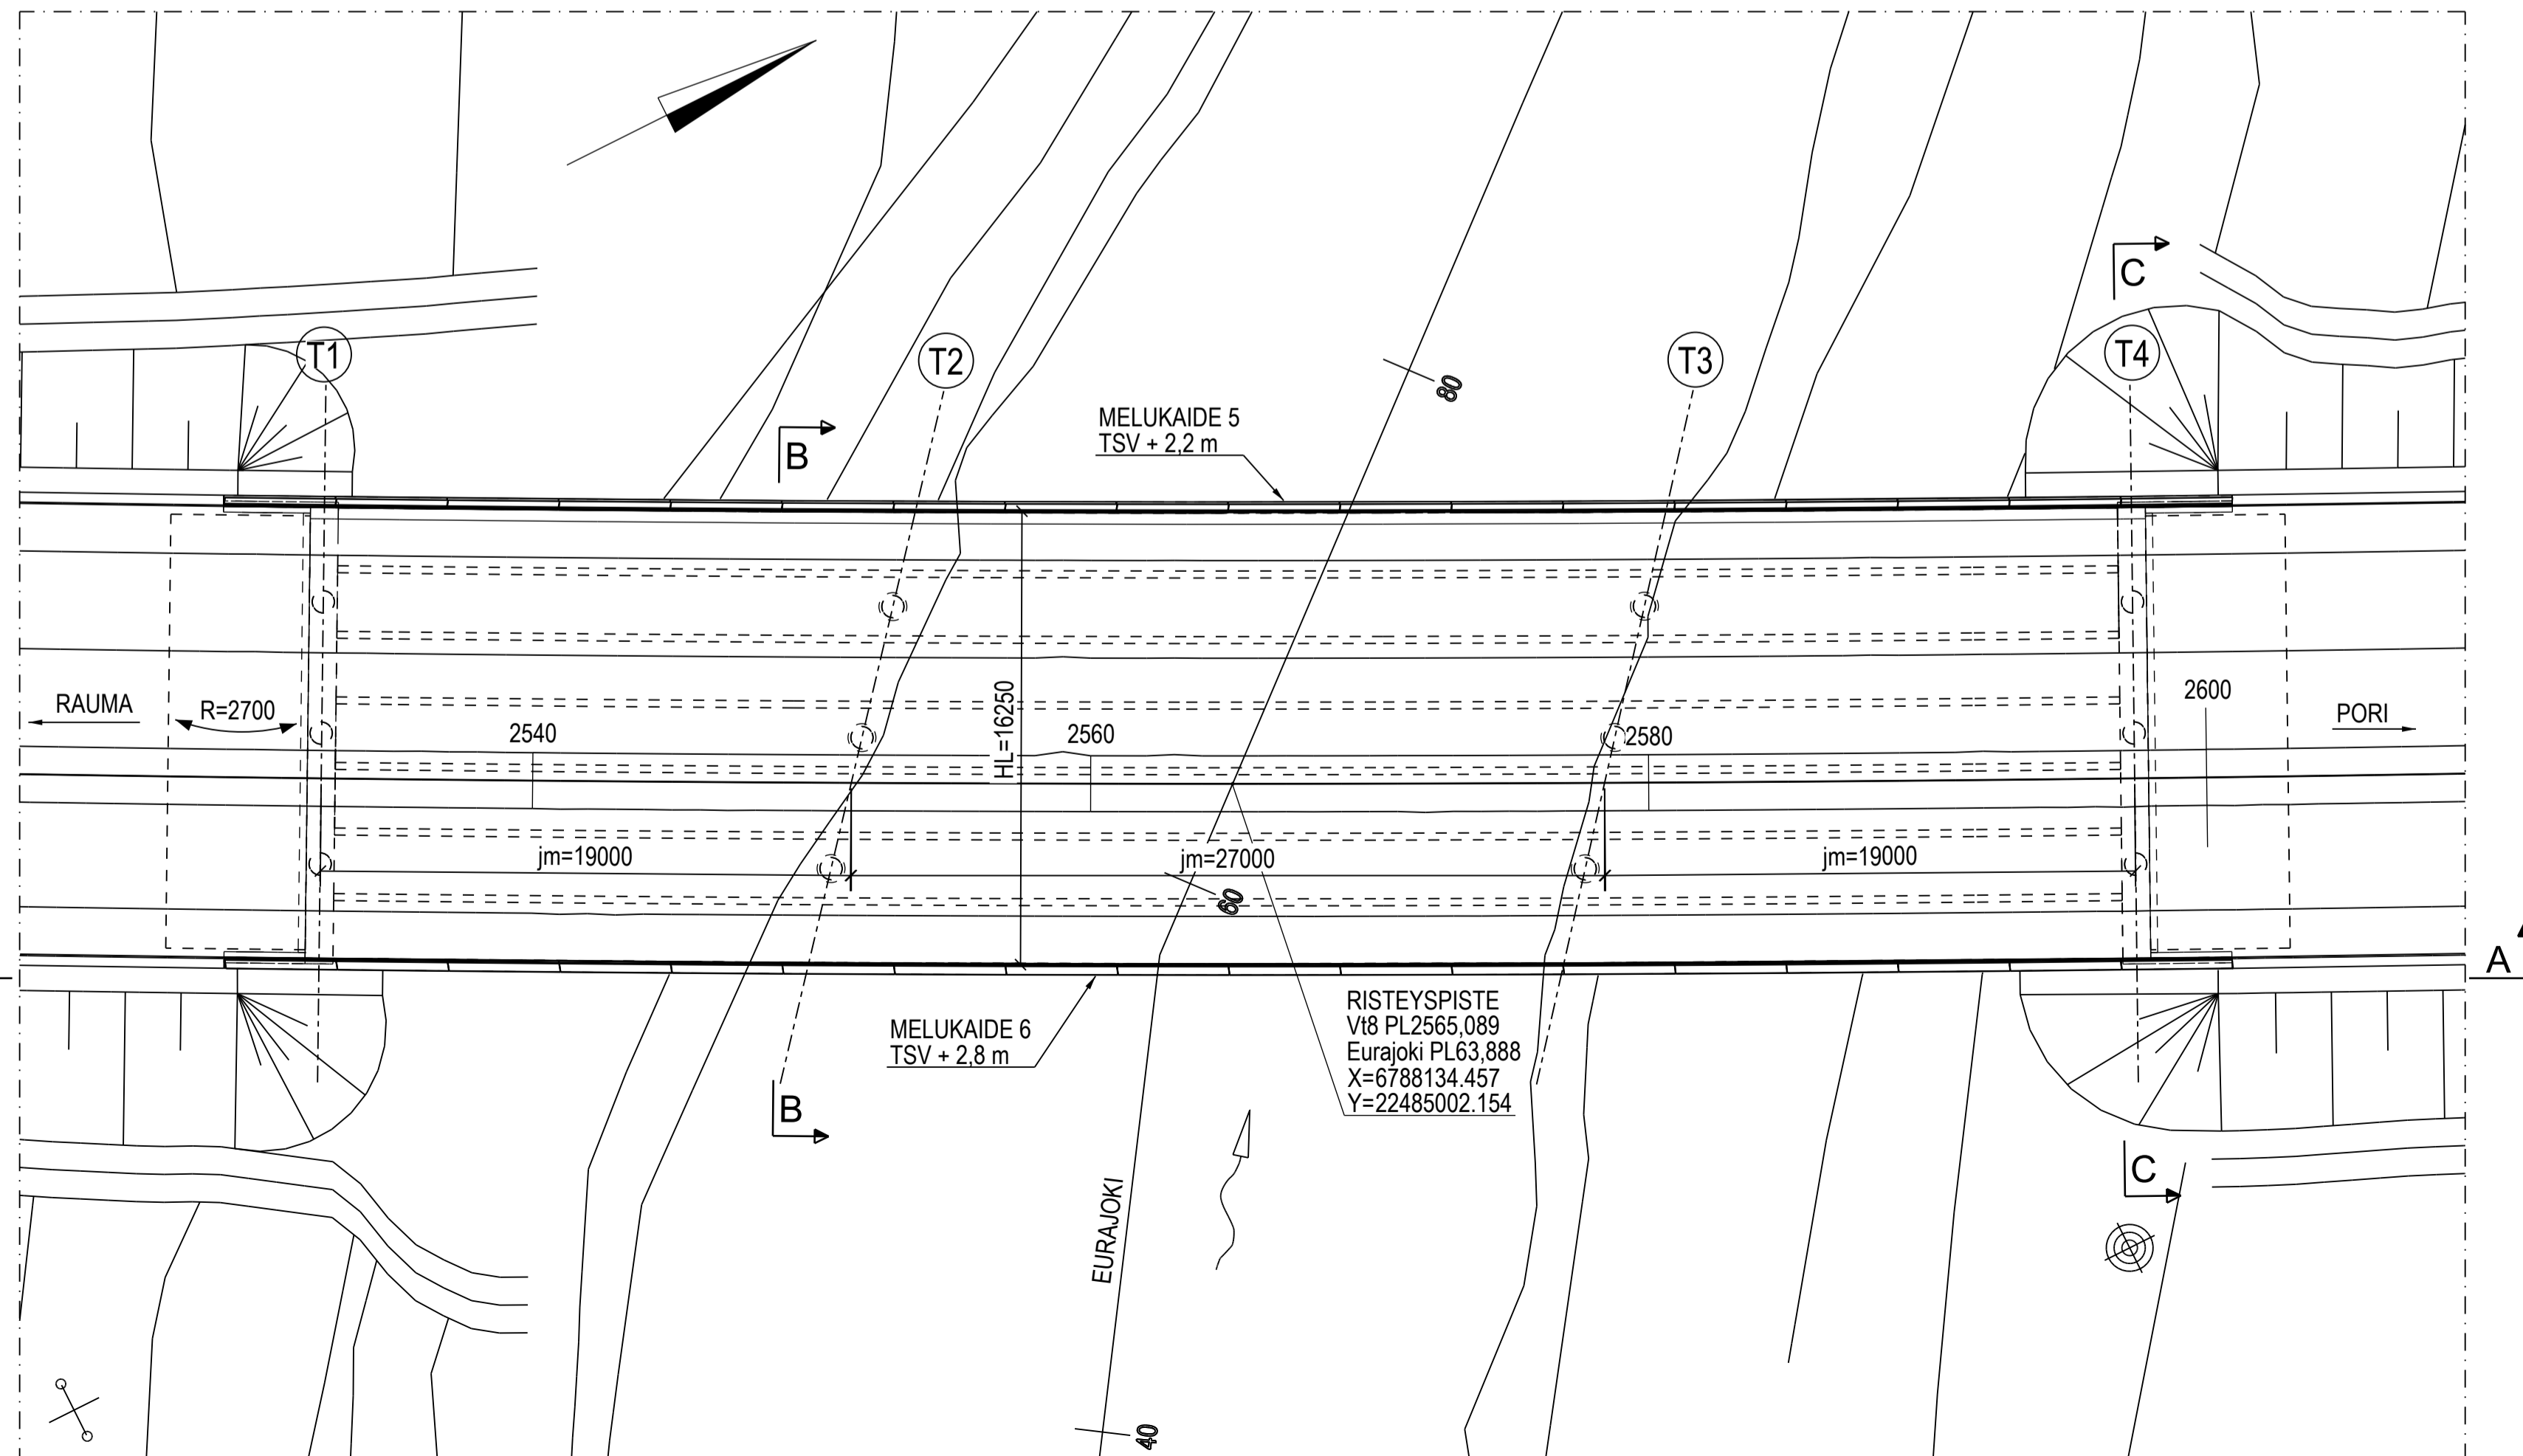 C
T1
T2
T3
T4
80
MELUKAIDE 5
TSV + 2,2 m
B
RAUMA
R=2700
2540
HL=16250
2560
2580
2600
PORI
jm=19000
jm=27000
jm=19000
60
A
MELUKAIDE 6
TSV + 2,8 m
RISTEYSPISTE
Vt8 PL2565,089
Eurajoki PL63,888
X=6788134.457
Y=22485002.154
B
C
EURAJOKI
40